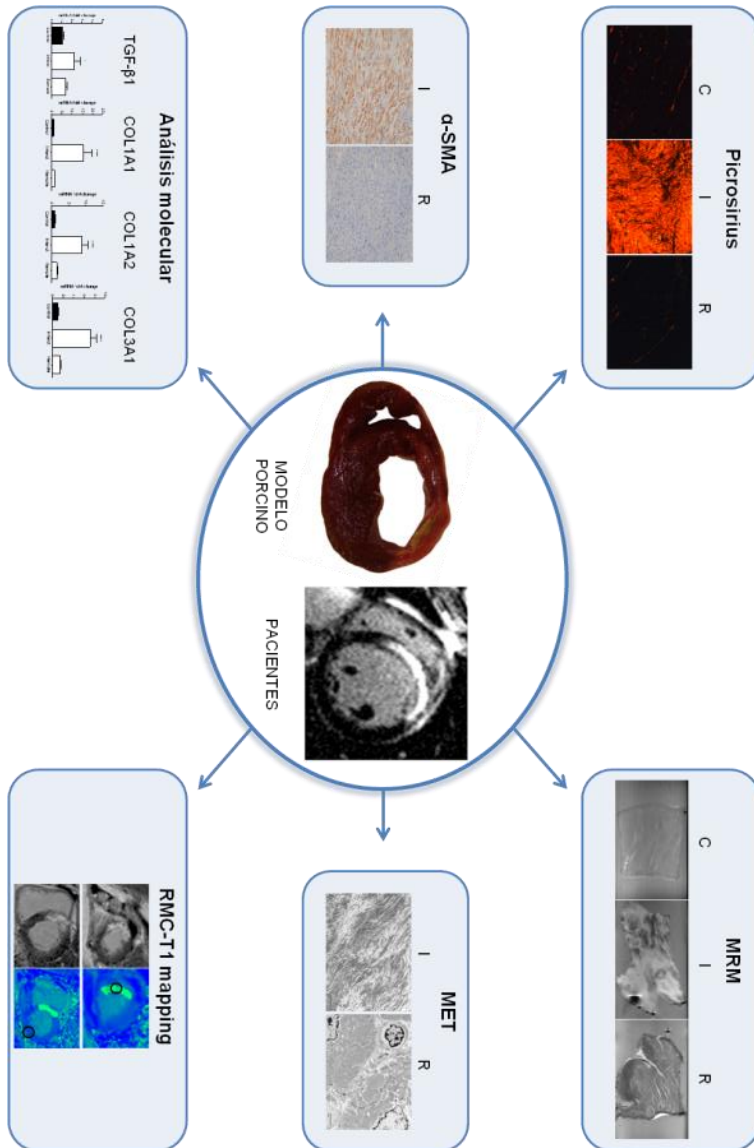 Picrosirius
C I R
MRM
C I R
α-SMA
I R
MODELO
PORCINO
PACIENTES
MET
I R
Análisis molecular
TGF-β1 COL1A1 COL1A2 COL3A1
RMC-T1 mapping